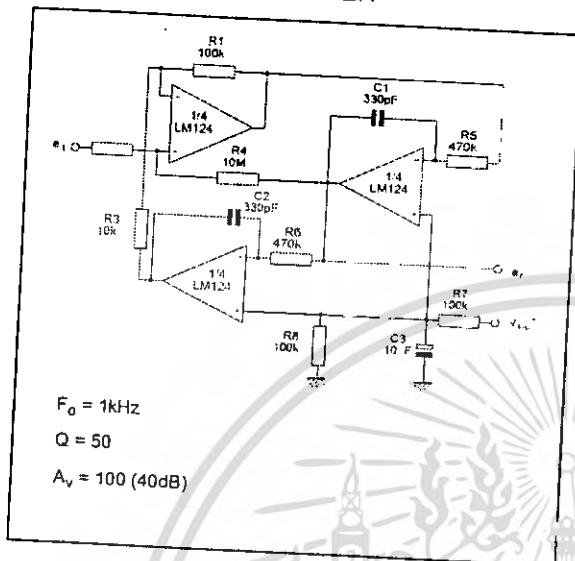 R1
100k
C1
330pF
1/4
LM124
R5
470k
R4
10M
1/4
LM124
C2
330pF
R3
10k
R6
470k
1/4
LM124
R7
100k
R8
100k
C3
Fo = 1kHz
Q = 50
Av = 100 (40dB)